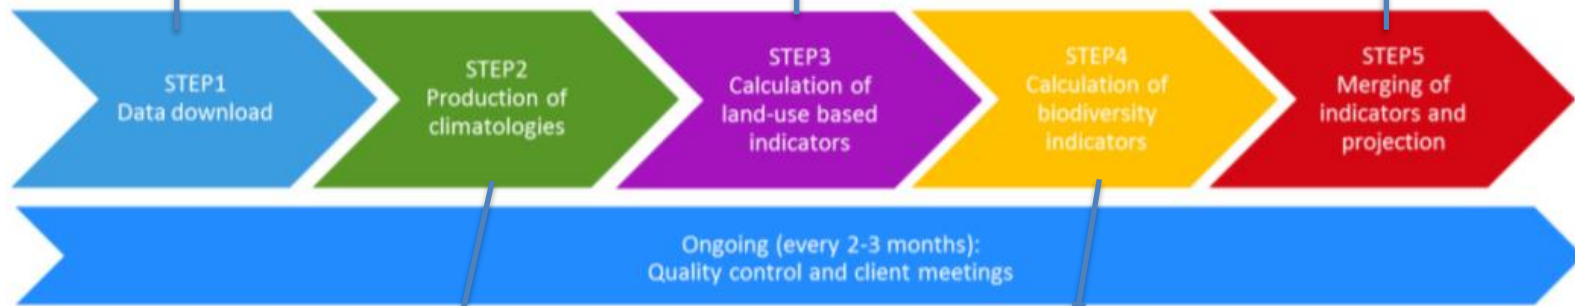 STEP1
Data download
STEP2
Production of
climatologies
STEP3
Calculation of
land-use based
indicators
STEP4
Calculation of
biodiversity
indicators
STEP5
Merging of
indicators and
projection
Ongoing (every 2-3 months):
Quality control and client meetings